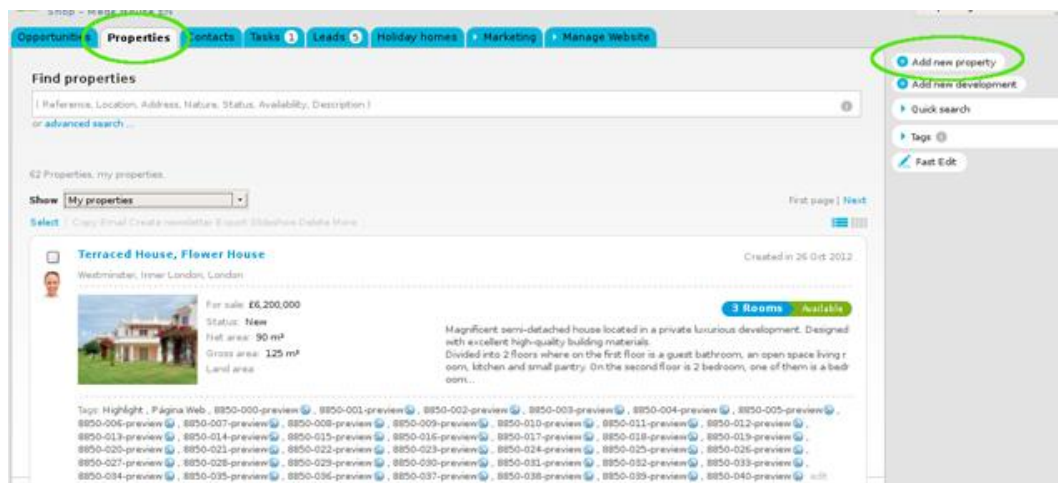 Shop - Mega House EN
Opportunities Properties Contacts Tasks 1 Leads 5 Holiday homes Marketing Manage Website
Add new property
Find properties
Add new development
( Reference, Location, Address, Nature, Status, Availability, Description )
Quick search
or advanced search ...
Tags
Fast Edit
62 Properties, my properties.
Show My properties
First page | Next
Select / Copy Email Create newsletter Export Slideshow Delete More
Terraced House, Flower House
Created in 26 Oct 2012
Westminster, Inner London, London
For sale: £6,200,000
3 Rooms Available
Status: New
Net area: 90 m²
Gross area: 125 m²
Land area
Magnificent semi-detached house located in a private luxurious development. Designed
with excellent high-quality building materials.
Divided into 2 floors where on the first floor is a guest bathroom, an open space living r
oom, kitchen and small pantry. On the second floor is 2 bedroom, one of them is a bedr
oom...
Tags: Highlight , Página Web , 8850-000-preview , 8850-001-preview , 8850-002-preview , 8850-003-preview , 8850-004-preview , 8850-005-preview ,
8850-006-preview , 8850-007-preview , 8850-008-preview , 8850-009-preview , 8850-010-preview , 8850-011-preview , 8850-012-preview ,
8850-013-preview , 8850-014-preview , 8850-015-preview , 8850-016-preview , 8850-017-preview , 8850-018-preview , 8850-019-preview ,
8850-020-preview , 8850-021-preview , 8850-022-preview , 8850-023-preview , 8850-024-preview , 8850-025-preview , 8850-026-preview ,
8850-027-preview , 8850-028-preview , 8850-029-preview , 8850-030-preview , 8850-031-preview , 8850-032-preview , 8850-033-preview ,
8850-034-preview , 8850-035-preview , 8850-036-preview , 8850-037-preview , 8850-038-preview , 8850-039-preview , 8850-040-preview edit